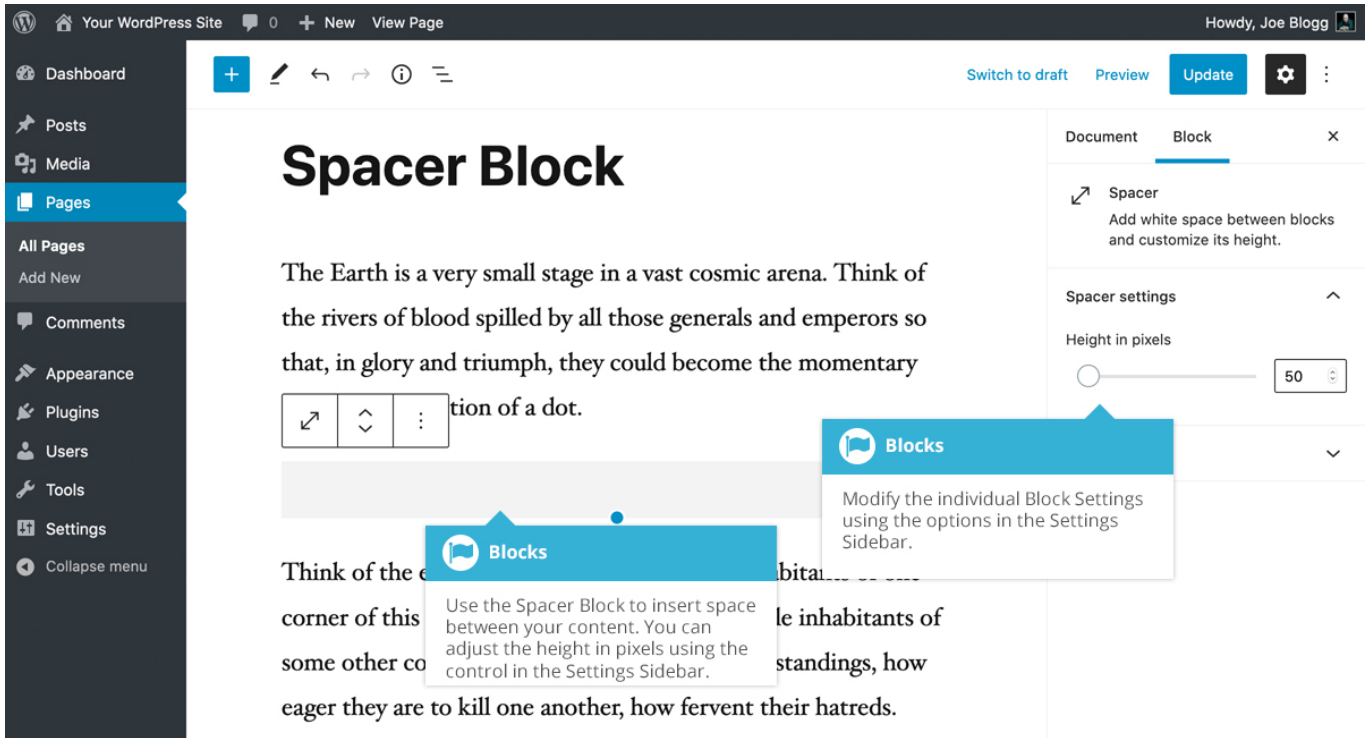 Your WordPress Site 0 New View Page Howdy, Joe Blogg
Dashboard
Posts
Media
Pages
All Pages
Add New
Comments
Appearance
Plugins
Users
Tools
Settings
Collapse menu
Switch to draft Preview Update
Spacer Block
The Earth is a very small stage in a vast cosmic arena. Think of
the rivers of blood spilled by all those generals and emperors so
that, in glory and triumph, they could become the momentary
tion of a dot.
Think of the
corner of this le inhabitants of
some other co standings, how
eager they are to kill one another, how fervent their hatreds.
Blocks
Use the Spacer Block to insert space
between your content. You can
adjust the height in pixels using the
control in the Settings Sidebar.
Document Block
Spacer
Add white space between blocks
and customize its height.
Spacer settings
Height in pixels
50
Blocks
Modify the individual Block Settings
using the options in the Settings
Sidebar.